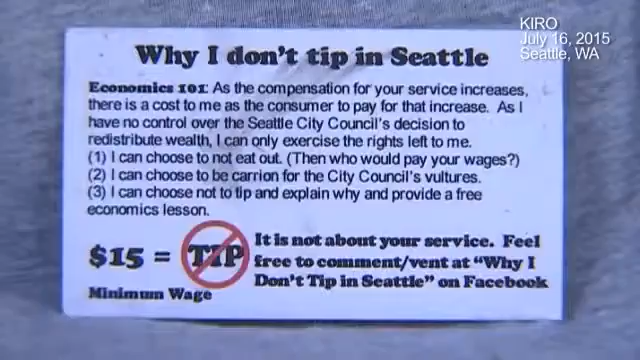 KIRO
July 16, 2015
Seattle, WA
Why I don't tip in Seattle
Economics 101: As the compensation for your service increases,
there is a cost to me as the consumer to pay for that increase. As I
have no control over the Seattle City Council's decision to
redistribute wealth, I can only exercise the rights left to me.
(1) I can choose to not eat out. (Then who would pay your wages?)
(2) I can choose to be carrion for the City Council's vultures.
(3) I can choose not to tip and explain why and provide a free
economics lesson.
$15 = TIP
Minimum Wage
It is not about your service. Feel
free to comment/vent at "Why I
Don't Tip in Seattle" on Facebook